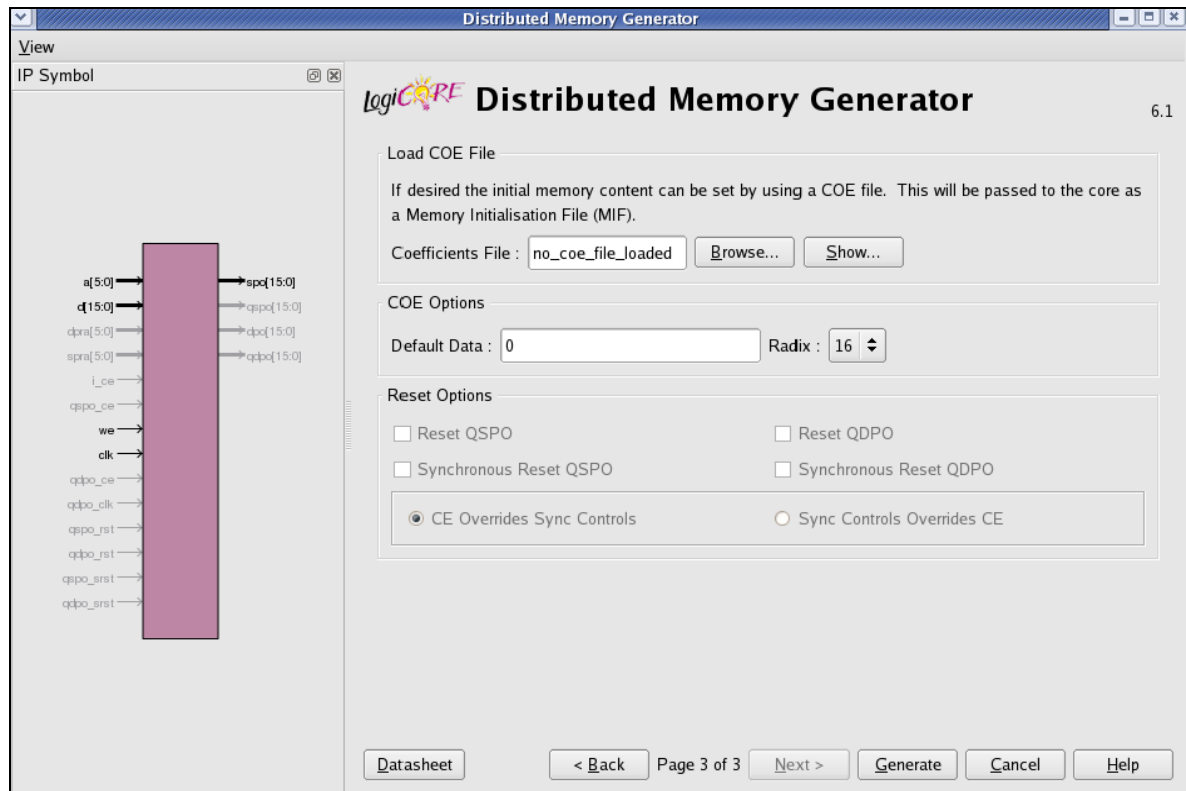 Distributed Memory Generator
View
IP Symbol
a[5:0]
d[15:0]
dpra[5:0]
spra[5:0]
i_ce
qspo_ce
we
clk
qdpo_ce
qdpo_clk
qspo_rst
qdpo_rst
qspo_srst
qdpo_srst
spo[15:0]
qspo[15:0]
dpo[15:0]
qdpo[15:0]
LogiCORE Distributed Memory Generator
6.1
Load COE File
If desired the initial memory content can be set by using a COE file. This will be passed to the core as
a Memory Initialisation File (MIF).
Coefficients File : no_coe_file_loaded Browse... Show...
COE Options
Default Data : 0 Radix : 16
Reset Options
Reset QSPO Reset QDPO
Synchronous Reset QSPO Synchronous Reset QDPO
CE Overrides Sync Controls Sync Controls Overrides CE
Datasheet < Back Page 3 of 3 Next > Generate Cancel Help